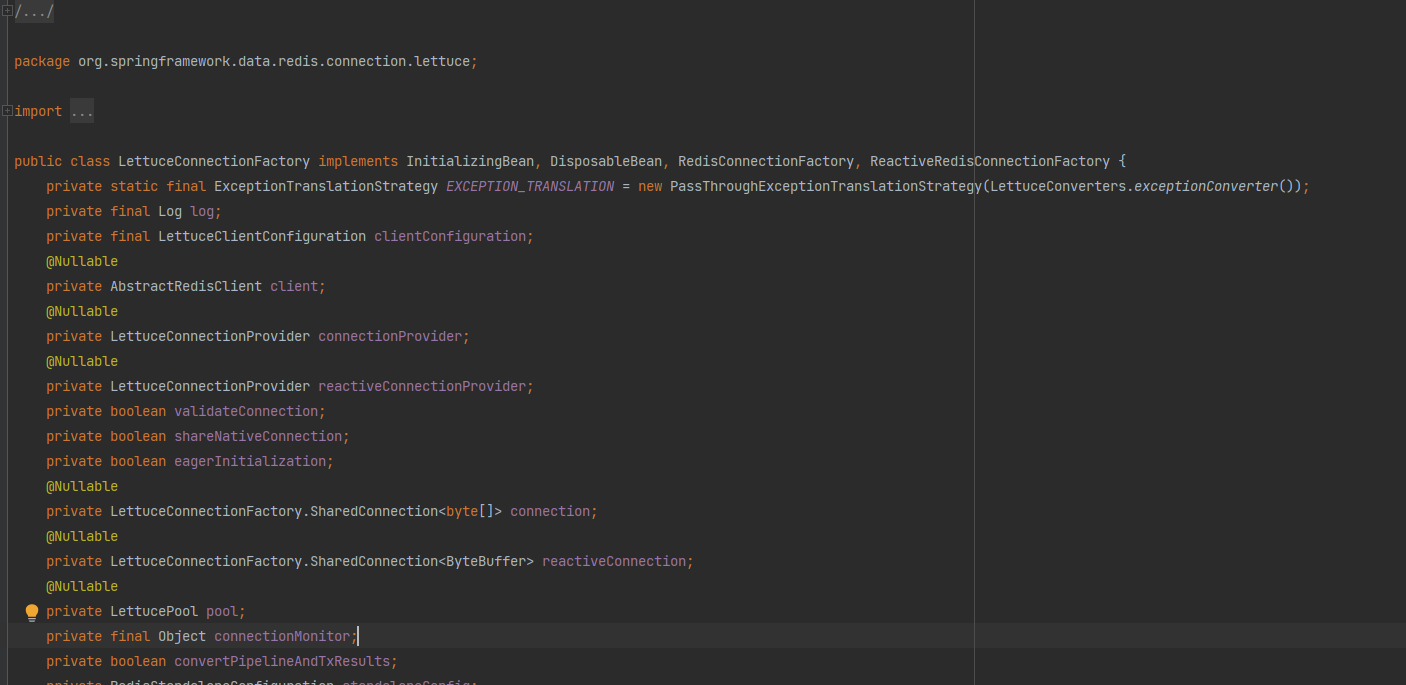 /.../
package org.springframework.data.redis.connection.lettuce;
import ...
public class LettuceConnectionFactory implements InitializingBean, DisposableBean, RedisConnectionFactory, ReactiveRedisConnectionFactory {
private static final ExceptionTranslationStrategy EXCEPTION_TRANSLATION = new PassThroughExceptionTranslationStrategy(LettuceConverters.exceptionConverter());
private final Log log;
private final LettuceClientConfiguration clientConfiguration;
@Nullable
private AbstractRedisClient client;
@Nullable
private LettuceConnectionProvider connectionProvider;
@Nullable
private LettuceConnectionProvider reactiveConnectionProvider;
private boolean validateConnection;
private boolean shareNativeConnection;
private boolean eagerInitialization;
@Nullable
private LettuceConnectionFactory.SharedConnection<byte[]> connection;
@Nullable
private LettuceConnectionFactory.SharedConnection<ByteBuffer> reactiveConnection;
@Nullable
private LettucePool pool;
private final Object connectionMonitor;
private boolean convertPipelineAndTxResults;
private RedisStandaloneConfiguration standaloneConfig;